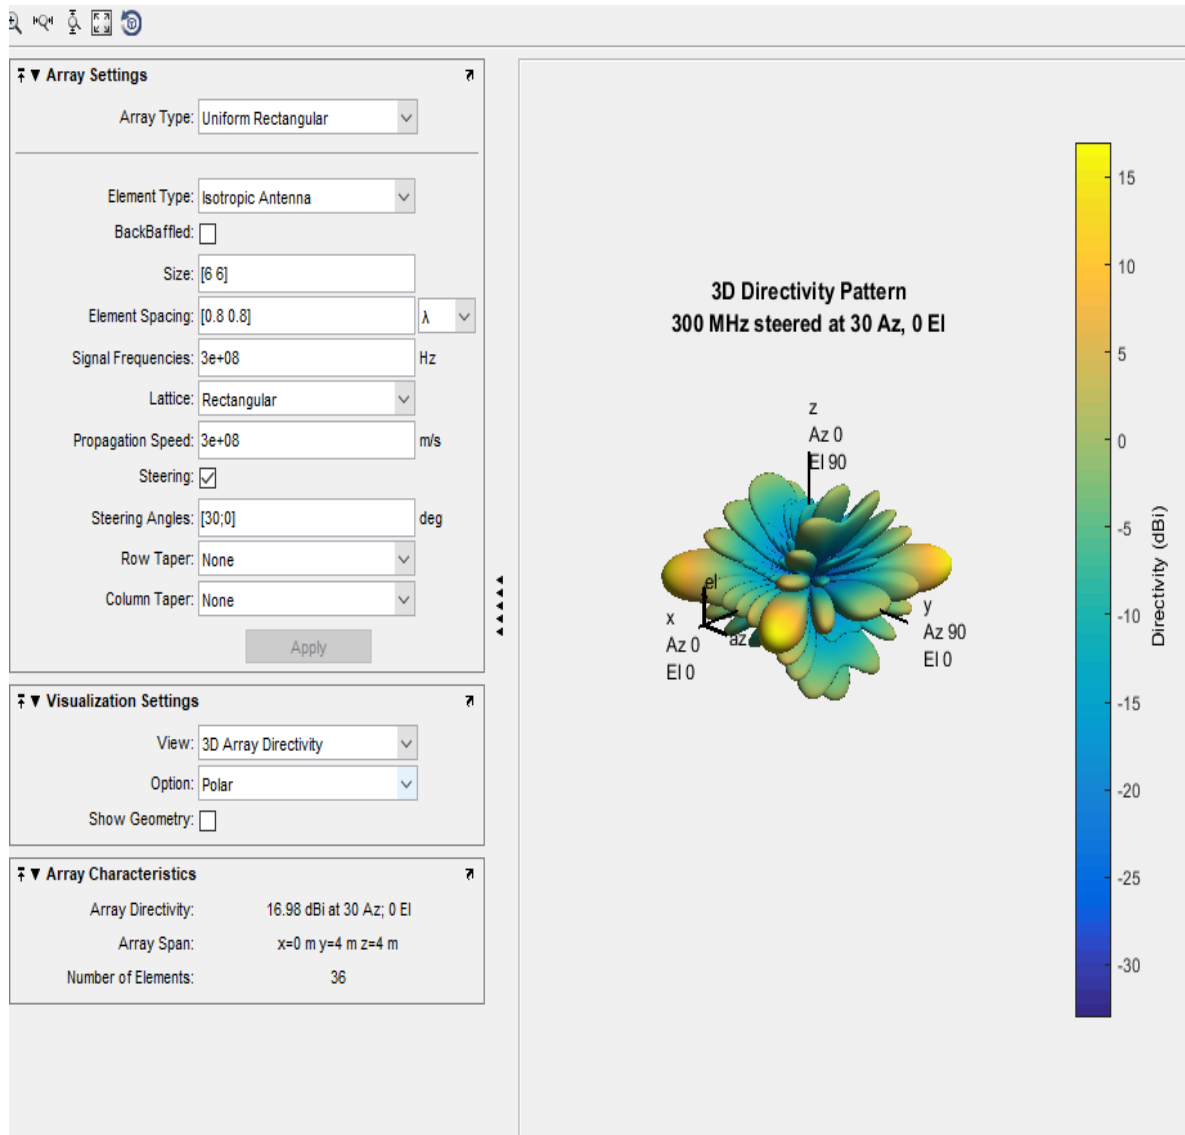 Array Settings
Array Type: Uniform Rectangular
Element Type: Isotropic Antenna
BackBaffled:
Size: [6 6]
Element Spacing: [0.8 0.8] λ
Signal Frequencies: 3e+08 Hz
Lattice: Rectangular
Propagation Speed: 3e+08 m/s
Steering:
Steering Angles: [30;0] deg
Row Taper: None
Column Taper: None
Apply
Visualization Settings
View: 3D Array Directivity
Option: Polar
Show Geometry:
Array Characteristics
Array Directivity: 16.98 dBi at 30 Az; 0 El
Array Span: x=0 m y=4 m z=4 m
Number of Elements: 36
3D Directivity Pattern
300 MHz steered at 30 Az, 0 El
z
Az 0
El 90
el
az
x
Az 0
El 0
y
Az 90
El 0
15
10
5
0
-5
-10
-15
-20
-25
-30
Directivity (dBi)